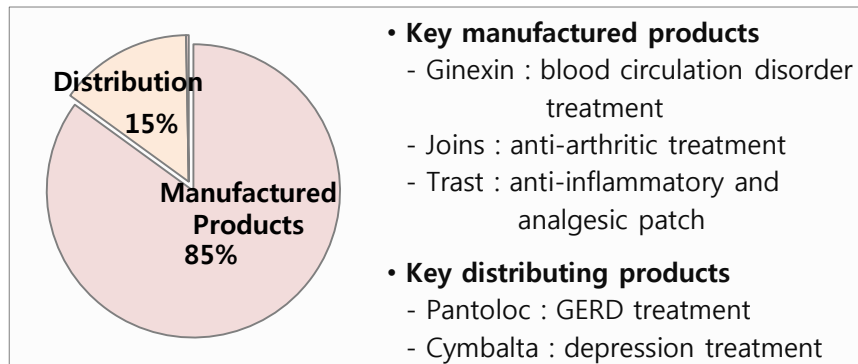 Distribution
15%
Manufactured
Products
85%
• Key manufactured products
- Ginexin : blood circulation disorder
treatment
- Joins : anti-arthritic treatment
- Trast : anti-inflammatory and
analgesic patch
• Key distributing products
- Pantoloc : GERD treatment
- Cymbalta : depression treatment